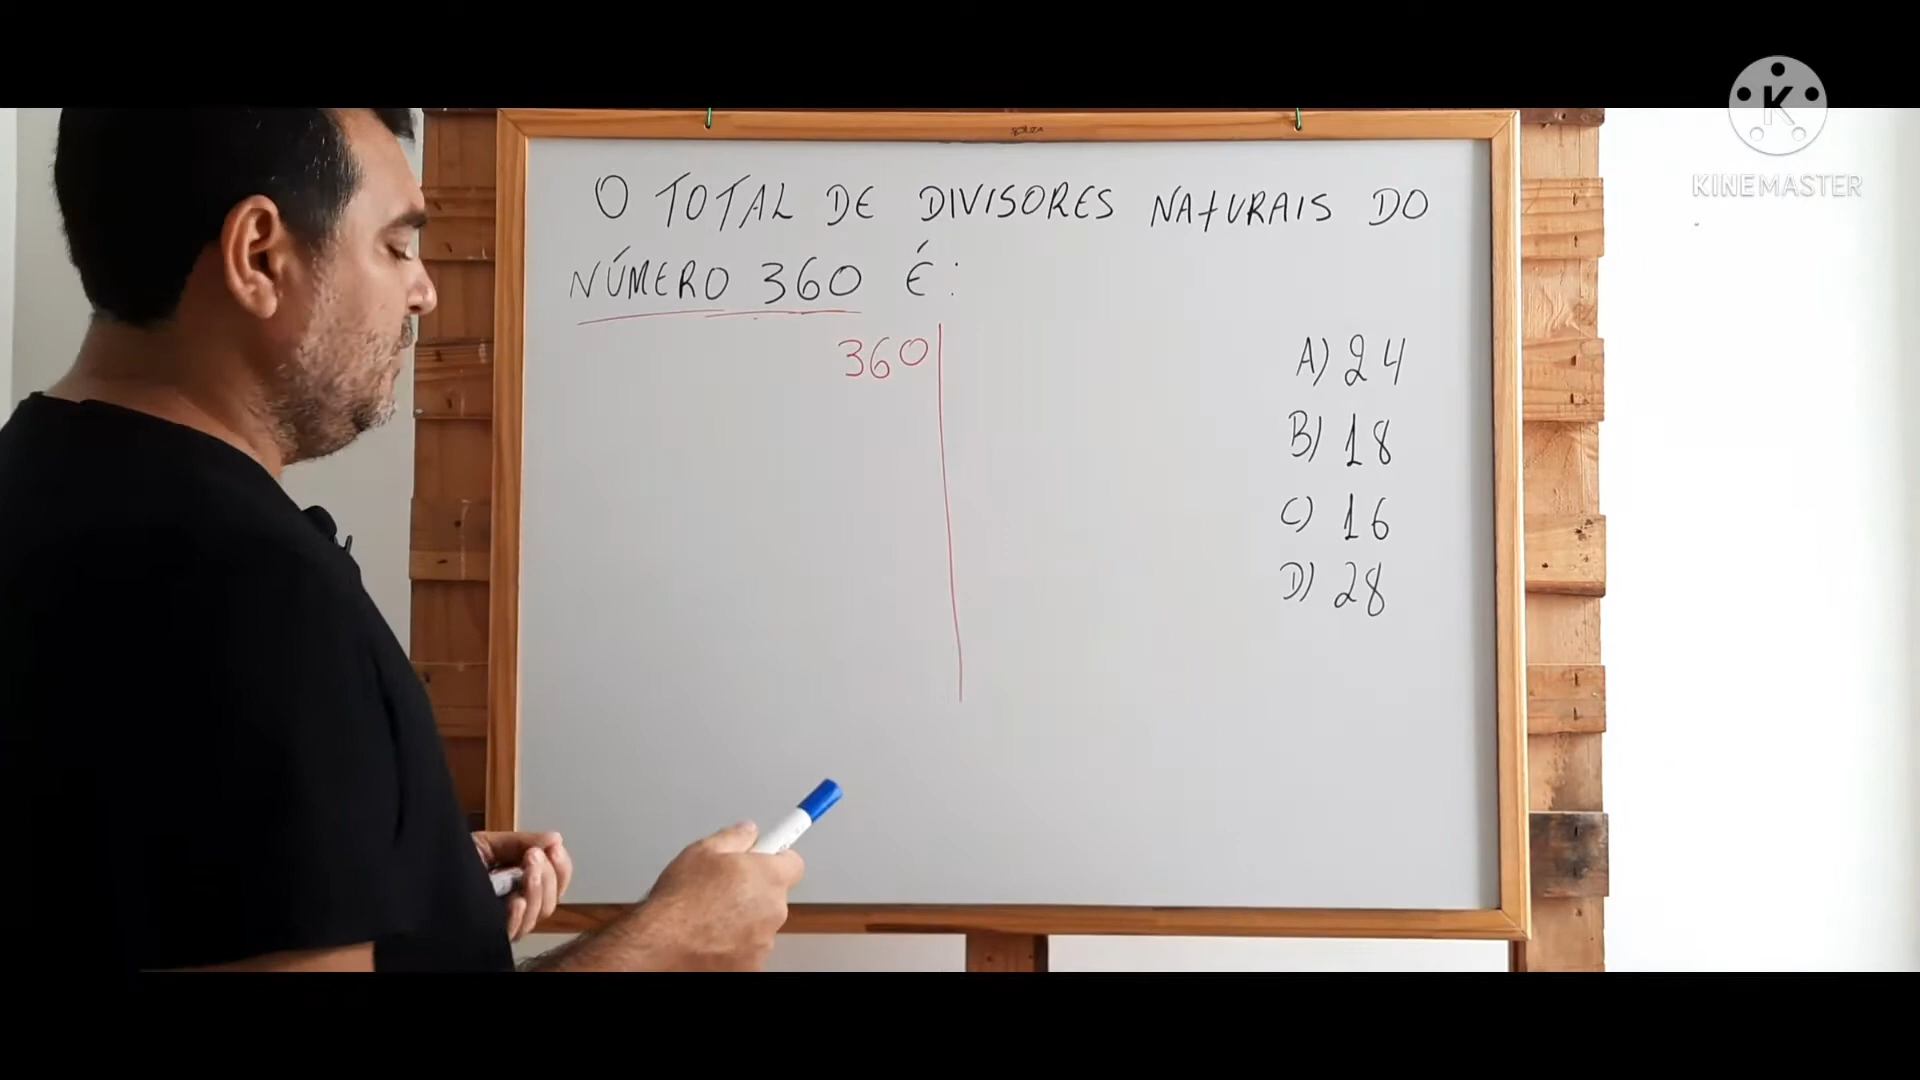 KINEMASTER
O TOTAL DE DIVISORES NATURAIS DO
NÚMERO 360 É:
360
A) 24
B) 18
C) 16
D) 28